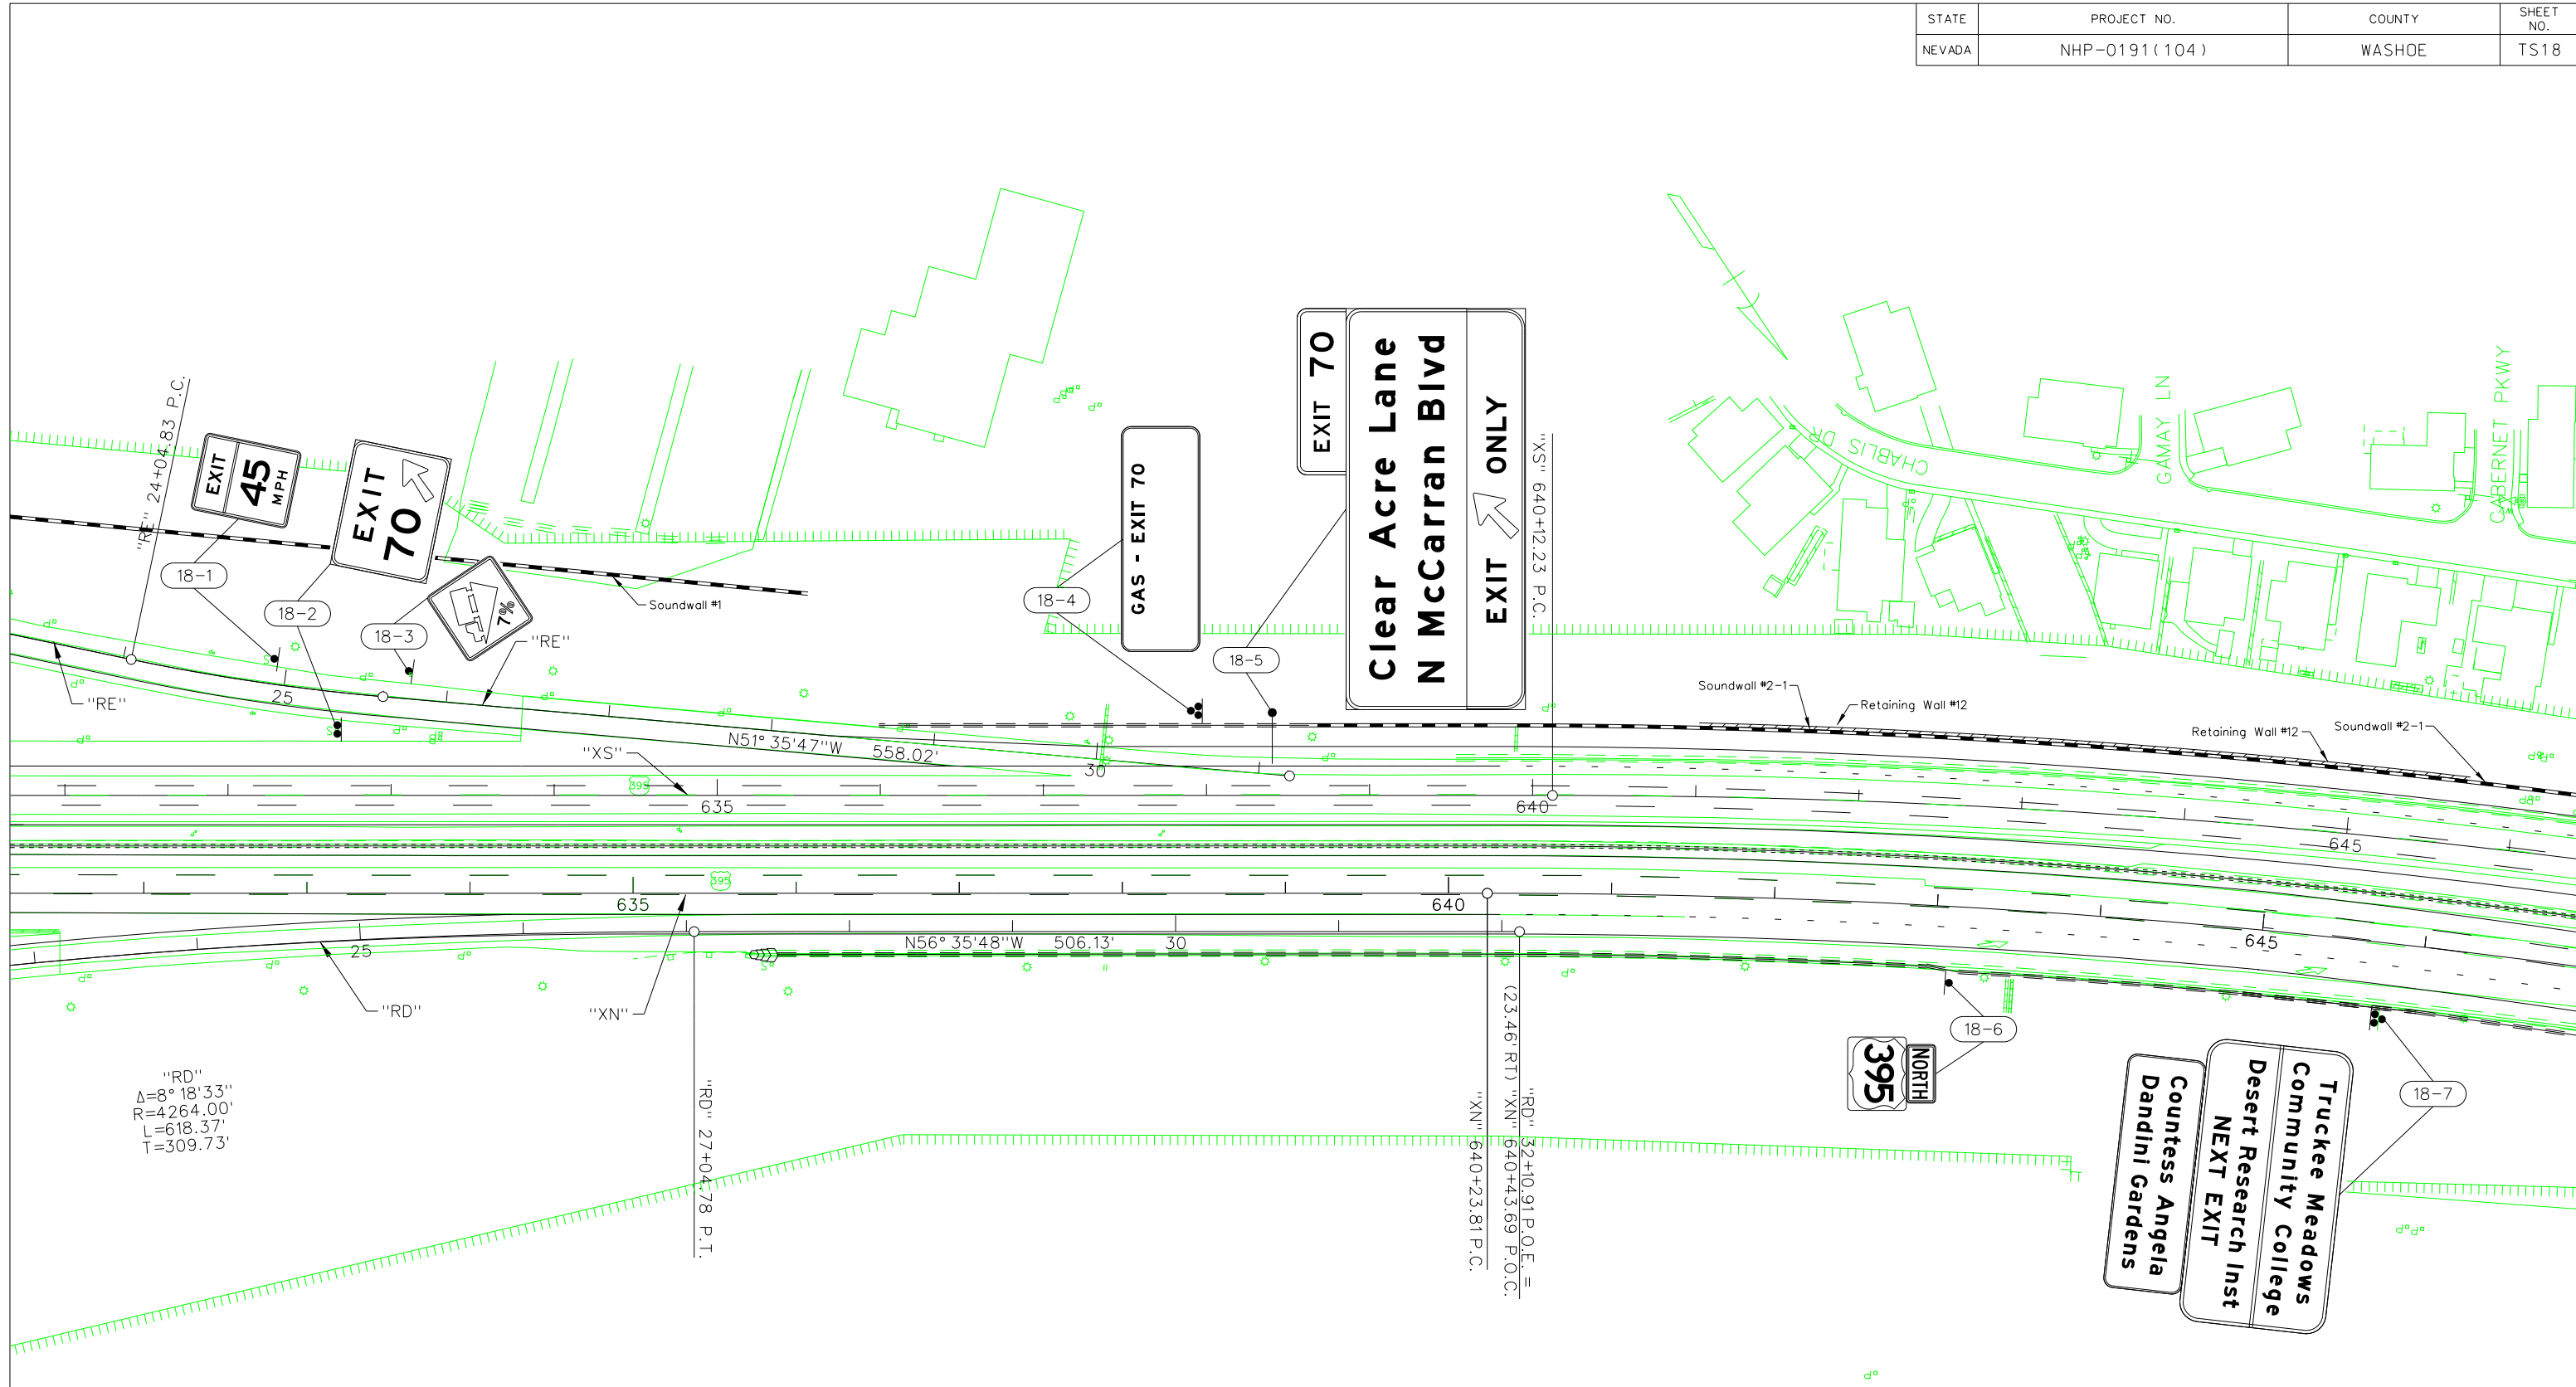 STATE
PROJECT NO.
COUNTY
SHEET NO.
NEVADA
NHP-0191(104)
WASHOE
TS18
"RE" 24+04.83 P.C.
EXIT
45
MPH
18-1
EXIT
70
18-2
7%
18-3
Soundwall #1
"RE"
"RE"
25
GAS - EXIT 70
18-4
EXIT 70
Clear Acre Lane
N McCarran Blvd
EXIT ONLY
18-5
"XS" 640+12.23 P.C.
CHABLIS DR
GAMAY LN
CABERNET PKWY
Soundwall #2-1
Retaining Wall #12
Retaining Wall #12
Soundwall #2-1
N51°35'47"W 558.02'
30
"XS"
395
635
640
645
395
635
640
645
25
N56°35'48"W 506.13'
30
"RD"
"XN"
"RD"
Δ=8°18'33"
R=4264.00'
L=618.37'
T=309.73'
"RD" 27+04.78 P.T.
"XN" 640+23.81 P.C.
(23.46' RT) "XN" 640+43.69 P.O.C.
"RD" 32+10.91 P.O.E. =
NORTH
395
18-6
Truckee Meadows
Community College
Desert Research Inst
NEXT EXIT
Countess Angela
Dandini Gardens
18-7